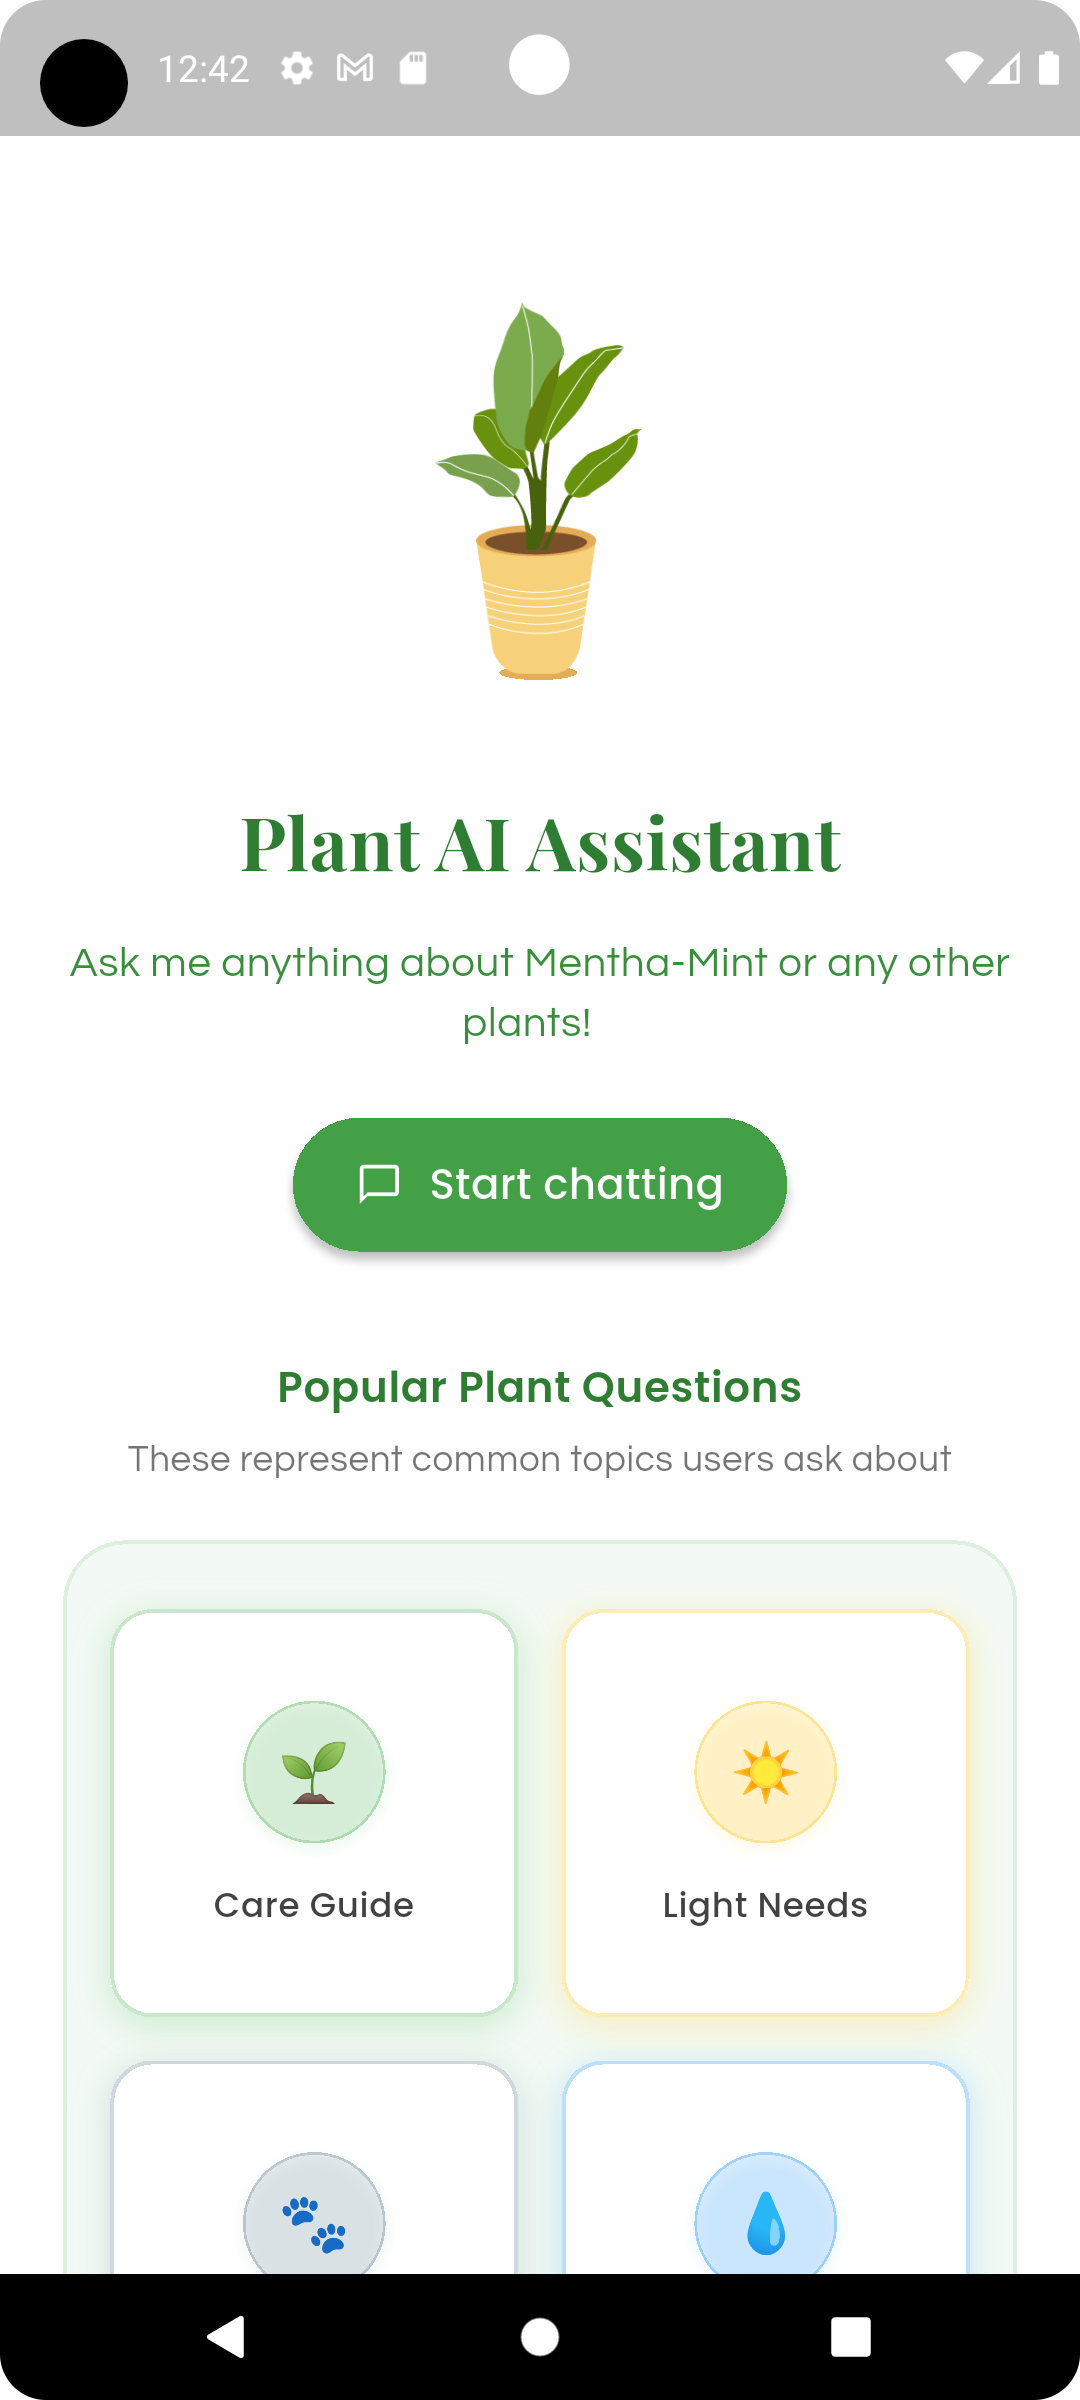 12:42
Plant AI Assistant
Ask me anything about Mentha-Mint or any other
plants!
Start chatting
Popular Plant Questions
These represent common topics users ask about
Care Guide
Light Needs